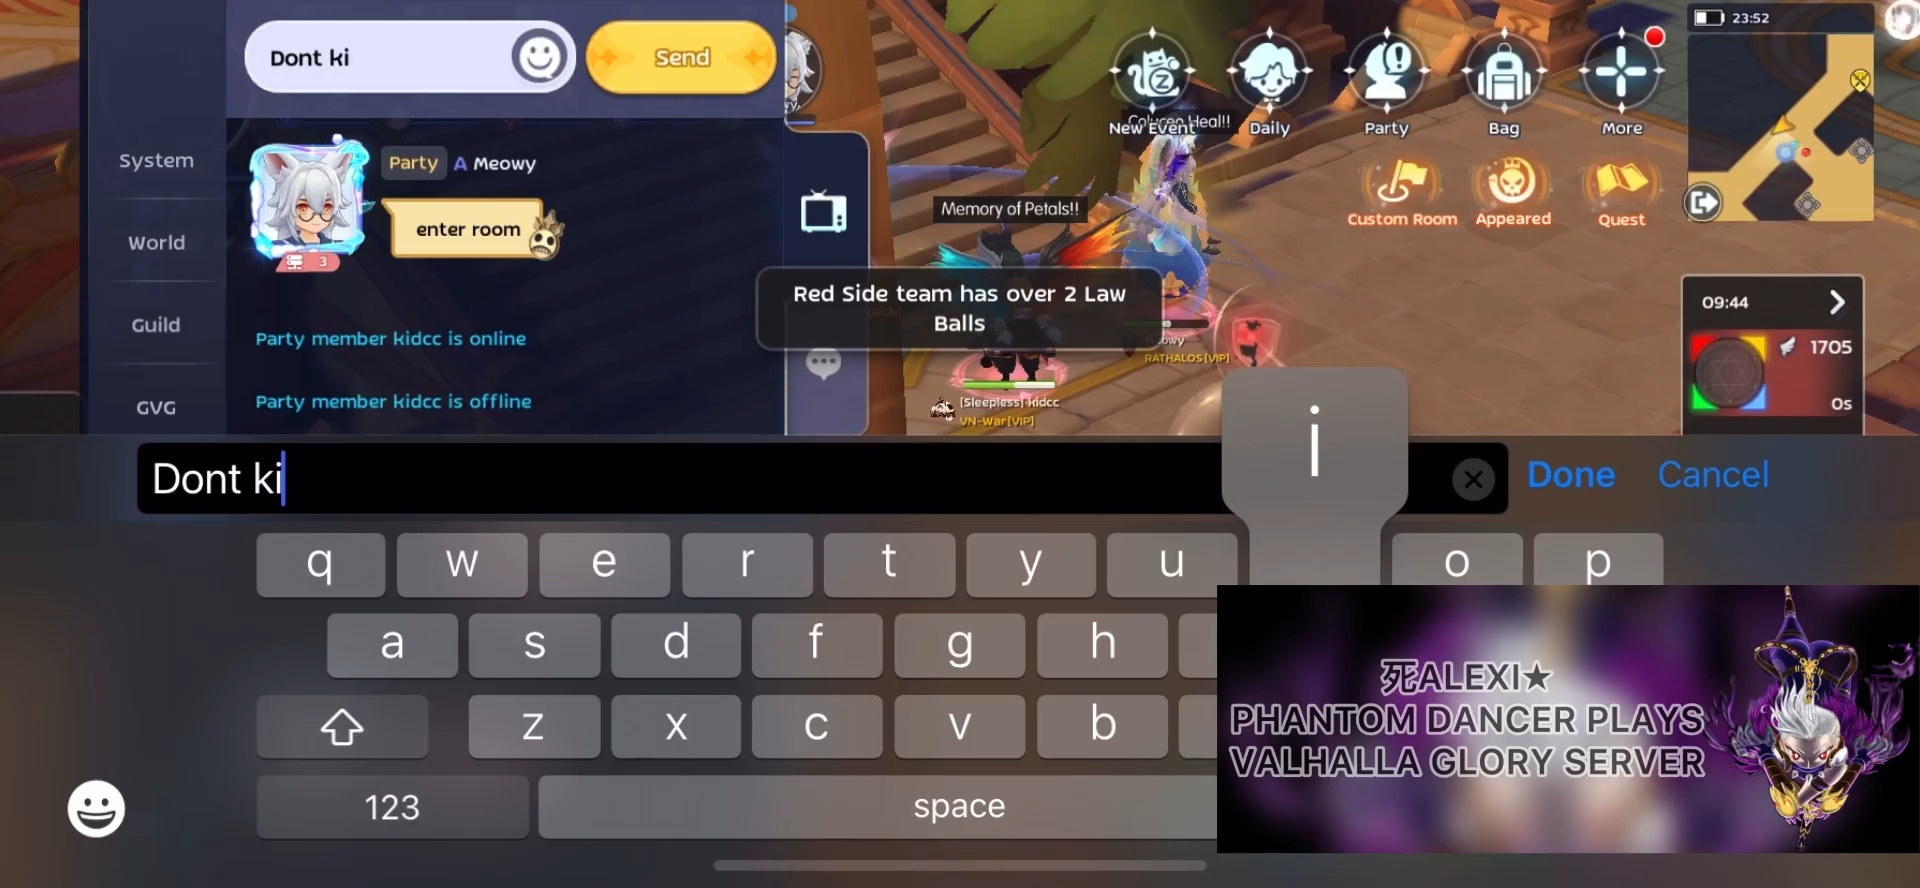 Dont ki
Send
System
World
Guild
GVG
Party A Meowy
enter room
3
Party member kidcc is online
Party member kidcc is offline
Memory of Petals!!
Red Side team has over 2 Law
Balls
RATHALOS[VIP]
[Sleepless] kidcc
VN-War[VIP]
New Event
Daily
Party
Bag
More
Custom Room
Appeared
Quest
23:52
09:44
1705
0s
Dont ki
i
Done
Cancel
q w e r t y u o p
a s d f g h
z x c v b
123
space
死ALEXI★
PHANTOM DANCER PLAYS
VALHALLA GLORY SERVER